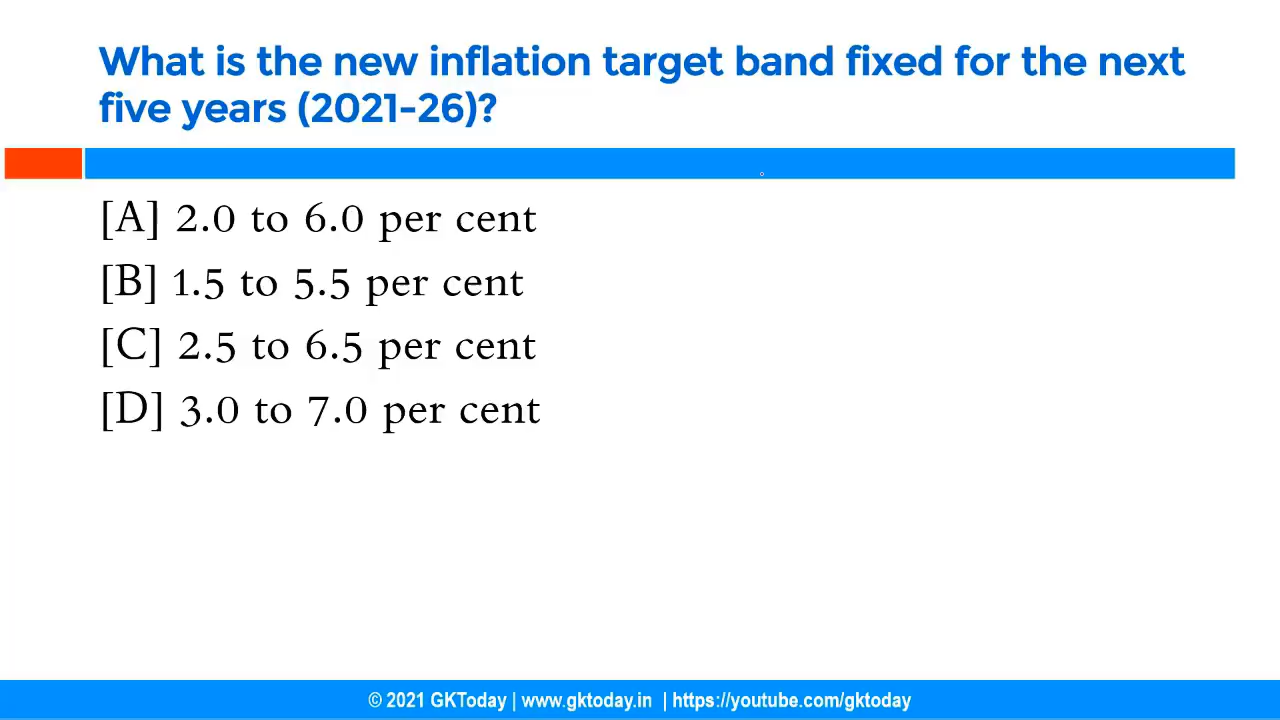 What is the new inflation target band fixed for the next
five years (2021-26)?
[A] 2.0 to 6.0 per cent
[B] 1.5 to 5.5 per cent
[C] 2.5 to 6.5 per cent
[D] 3.0 to 7.0 per cent
© 2021 GKToday | www.gktoday.in | https://youtube.com/gktoday